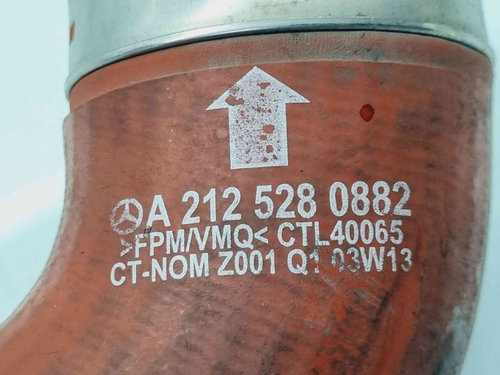 A 212 528 0882
>FPM/VMQ< CTL40065
CT-NOM Z001 Q1 03W13